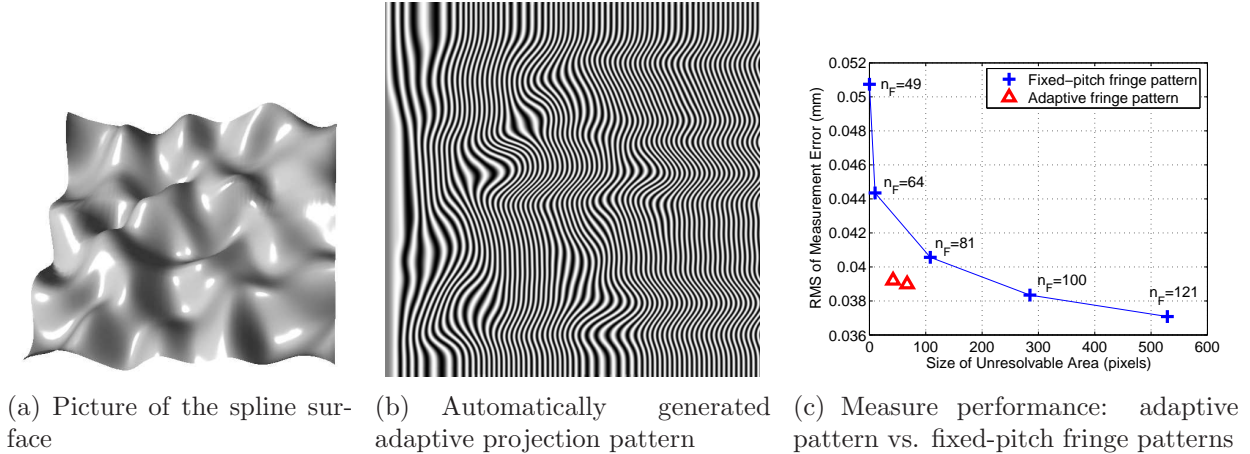 0.052
0.05
0.048
0.046
0.044
0.042
0.04
0.038
0.036
RMS of Measurement Error (mm)
n_F=49
n_F=64
n_F=81
n_F=100
n_F=121
Fixed−pitch fringe pattern
Adaptive fringe pattern
0 100 200 300 400 500 600
Size of Unresolvable Area (pixels)
(a) Picture of the spline sur-
face
(b) Automatically generated
adaptive projection pattern
(c) Measure performance: adaptive
pattern vs. fixed-pitch fringe patterns